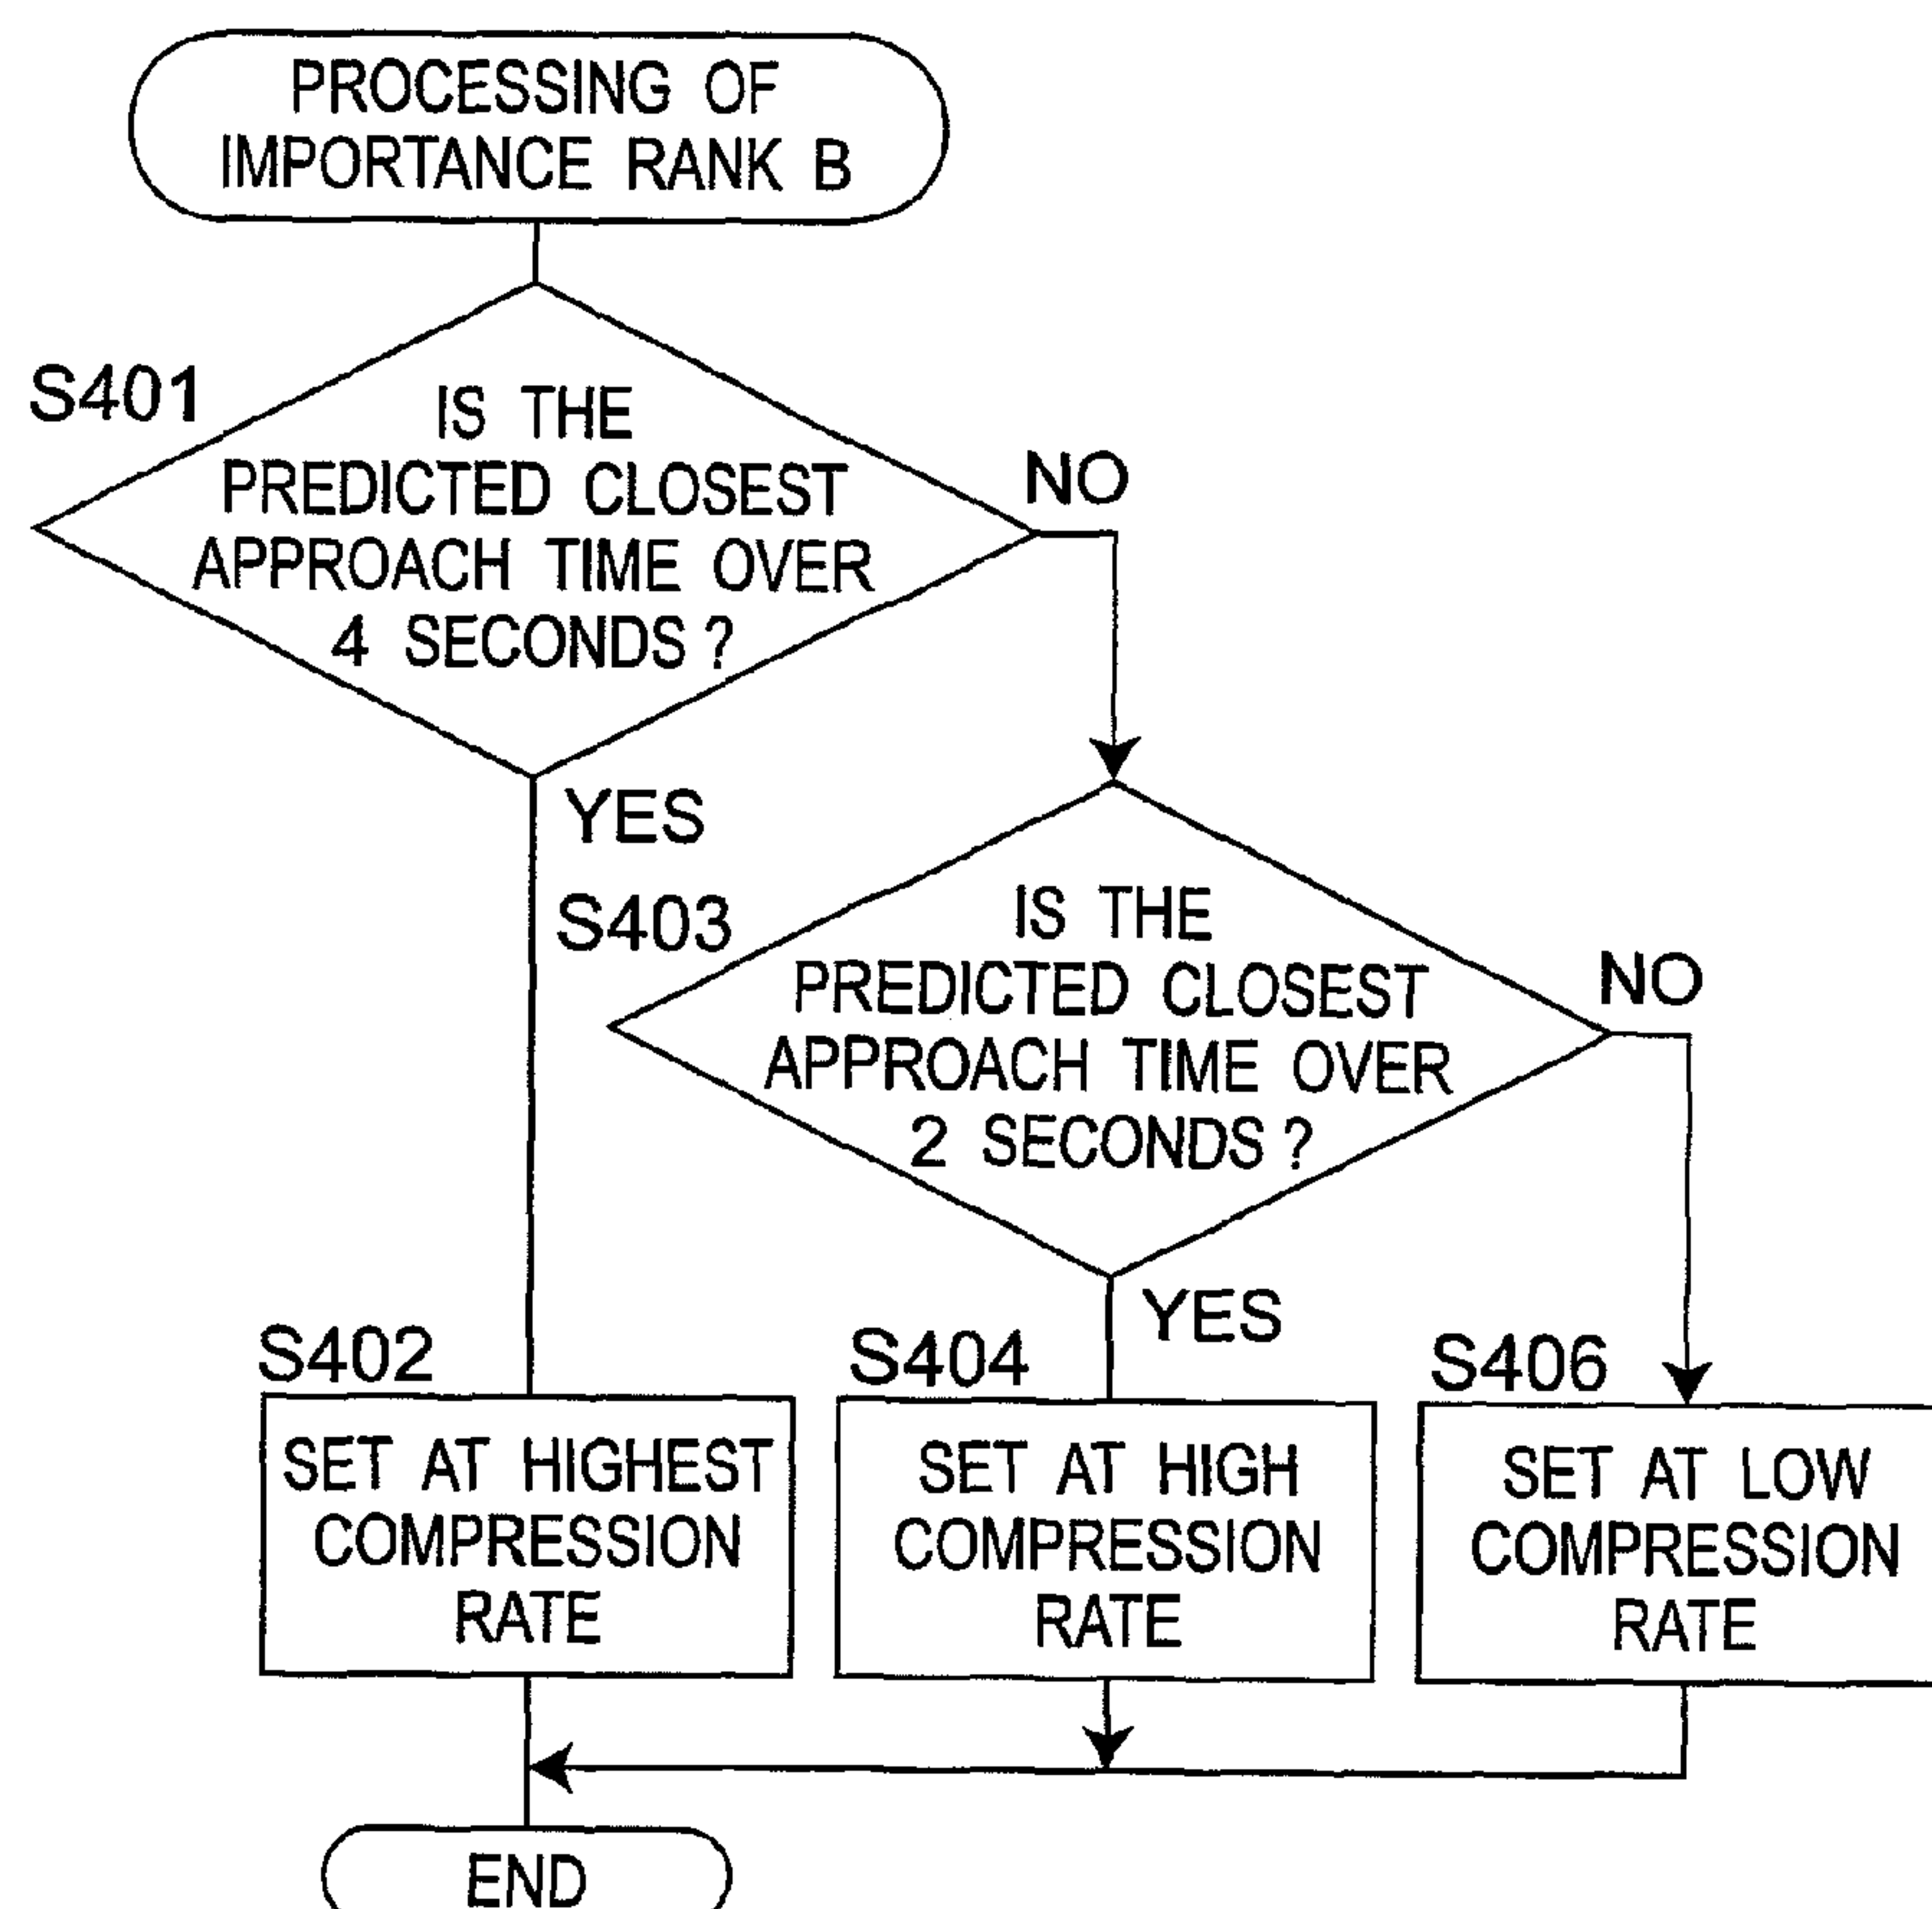 PROCESSING OF
IMPORTANCE RANK B
S401
IS THE
PREDICTED CLOSEST
APPROACH TIME OVER
4 SECONDS?
NO
YES
S403
IS THE
PREDICTED CLOSEST
APPROACH TIME OVER
2 SECONDS?
NO
YES
S402
SET AT HIGHEST
COMPRESSION
RATE
S404
SET AT HIGH
COMPRESSION
RATE
S406
SET AT LOW
COMPRESSION
RATE
END